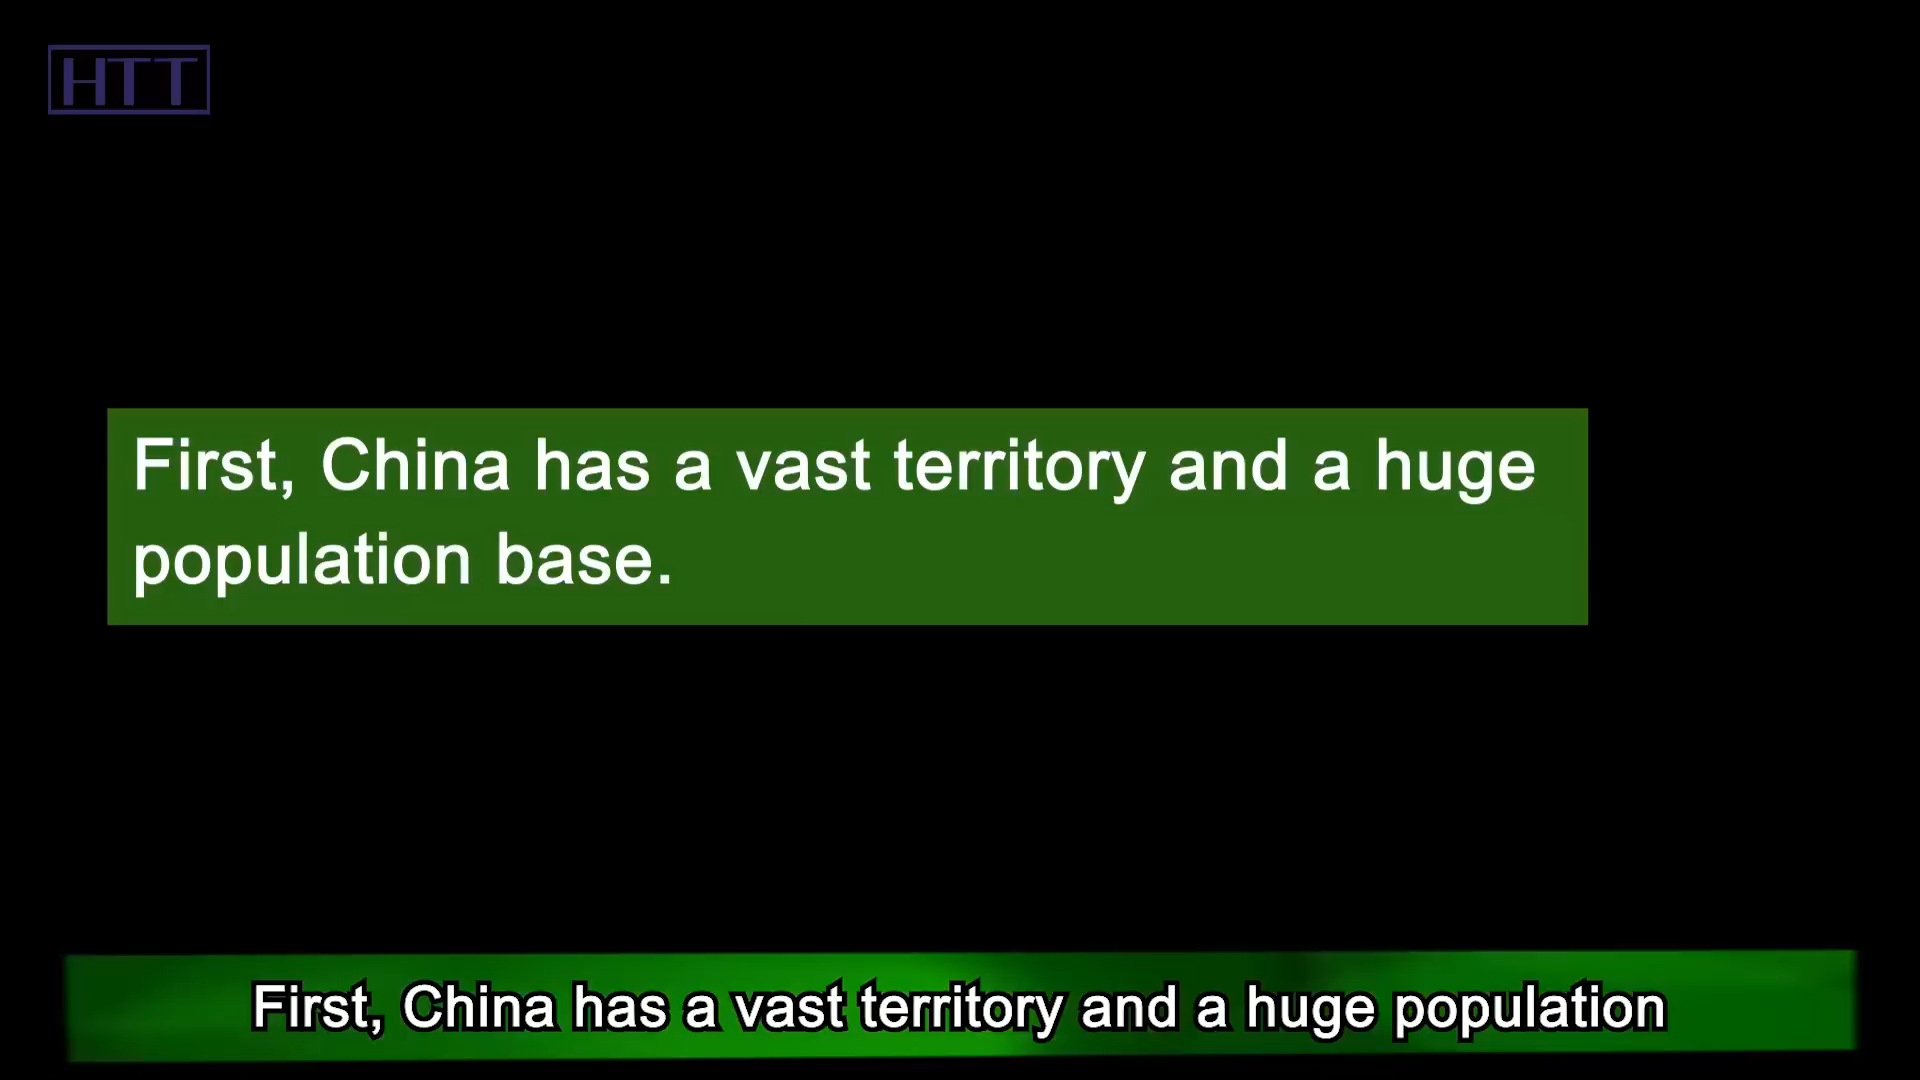 HTT
First, China has a vast territory and a huge
population base.
First, China has a vast territory and a huge population